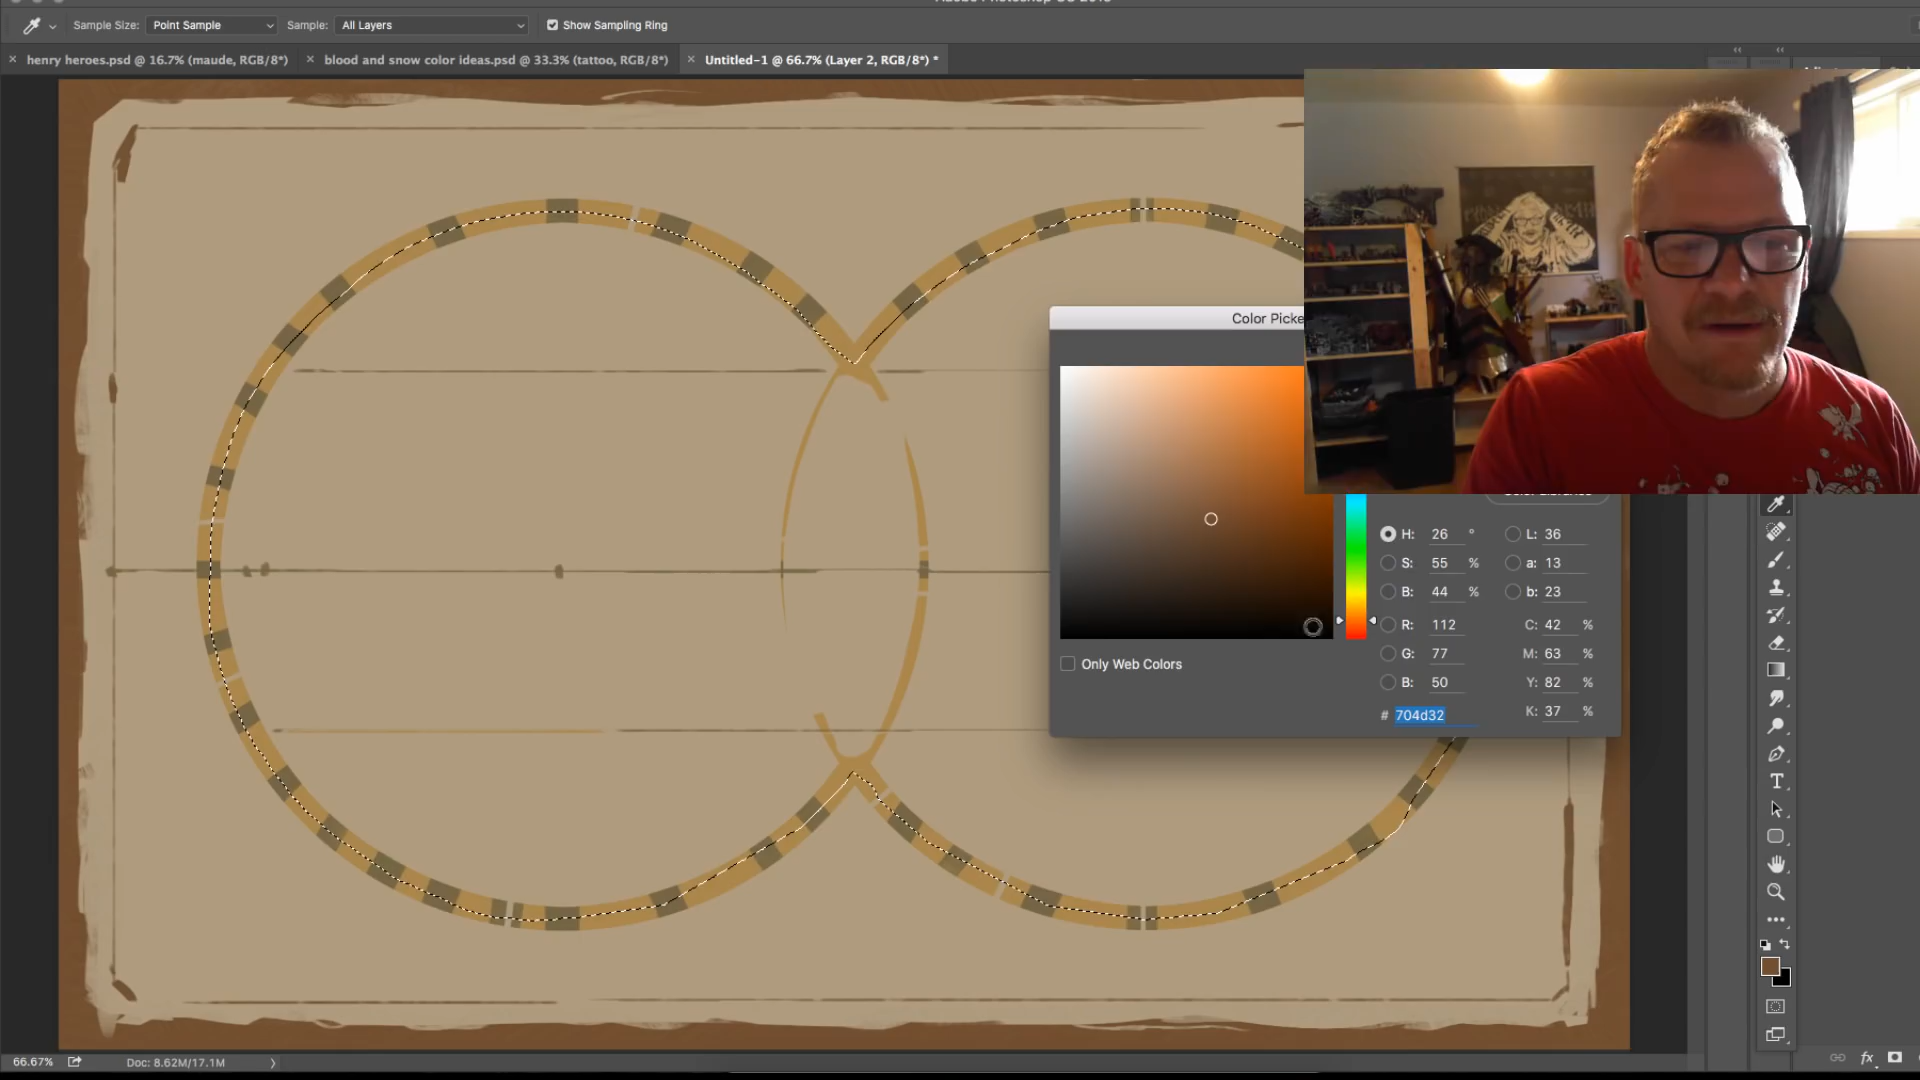 Sample Size: Point Sample Sample: All Layers Show Sampling Ring
henry heroes.psd @ 16.7% (maude, RGB/8*) blood and snow color ideas.psd @ 33.3% (tattoo, RGB/8*) Untitled-1 @ 66.7% (Layer 2, RGB/8*) *
Color Picke
H: 26 ° L: 36
S: 55 % a: 13
B: 44 % b: 23
R: 112 C: 42 %
G: 77 M: 63 %
Only Web Colors
B: 50 Y: 82 %
# 704d32 K: 37 %
66.67% Doc: 8.62M/17.1M
fx